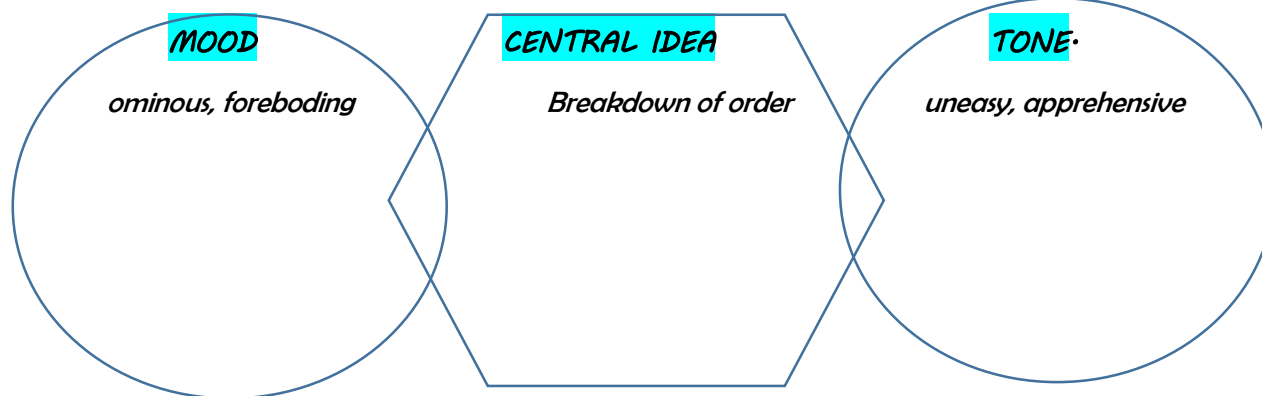 MOOD
ominous, foreboding
CENTRAL IDEA
Breakdown of order
TONE.
uneasy, apprehensive